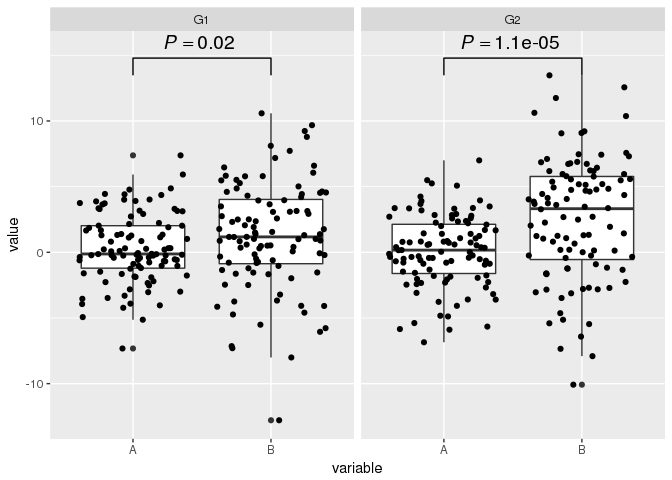 G1
G2
P = 0.02
P = 1.1e-05
10
0
-10
value
A
B
A
B
variable